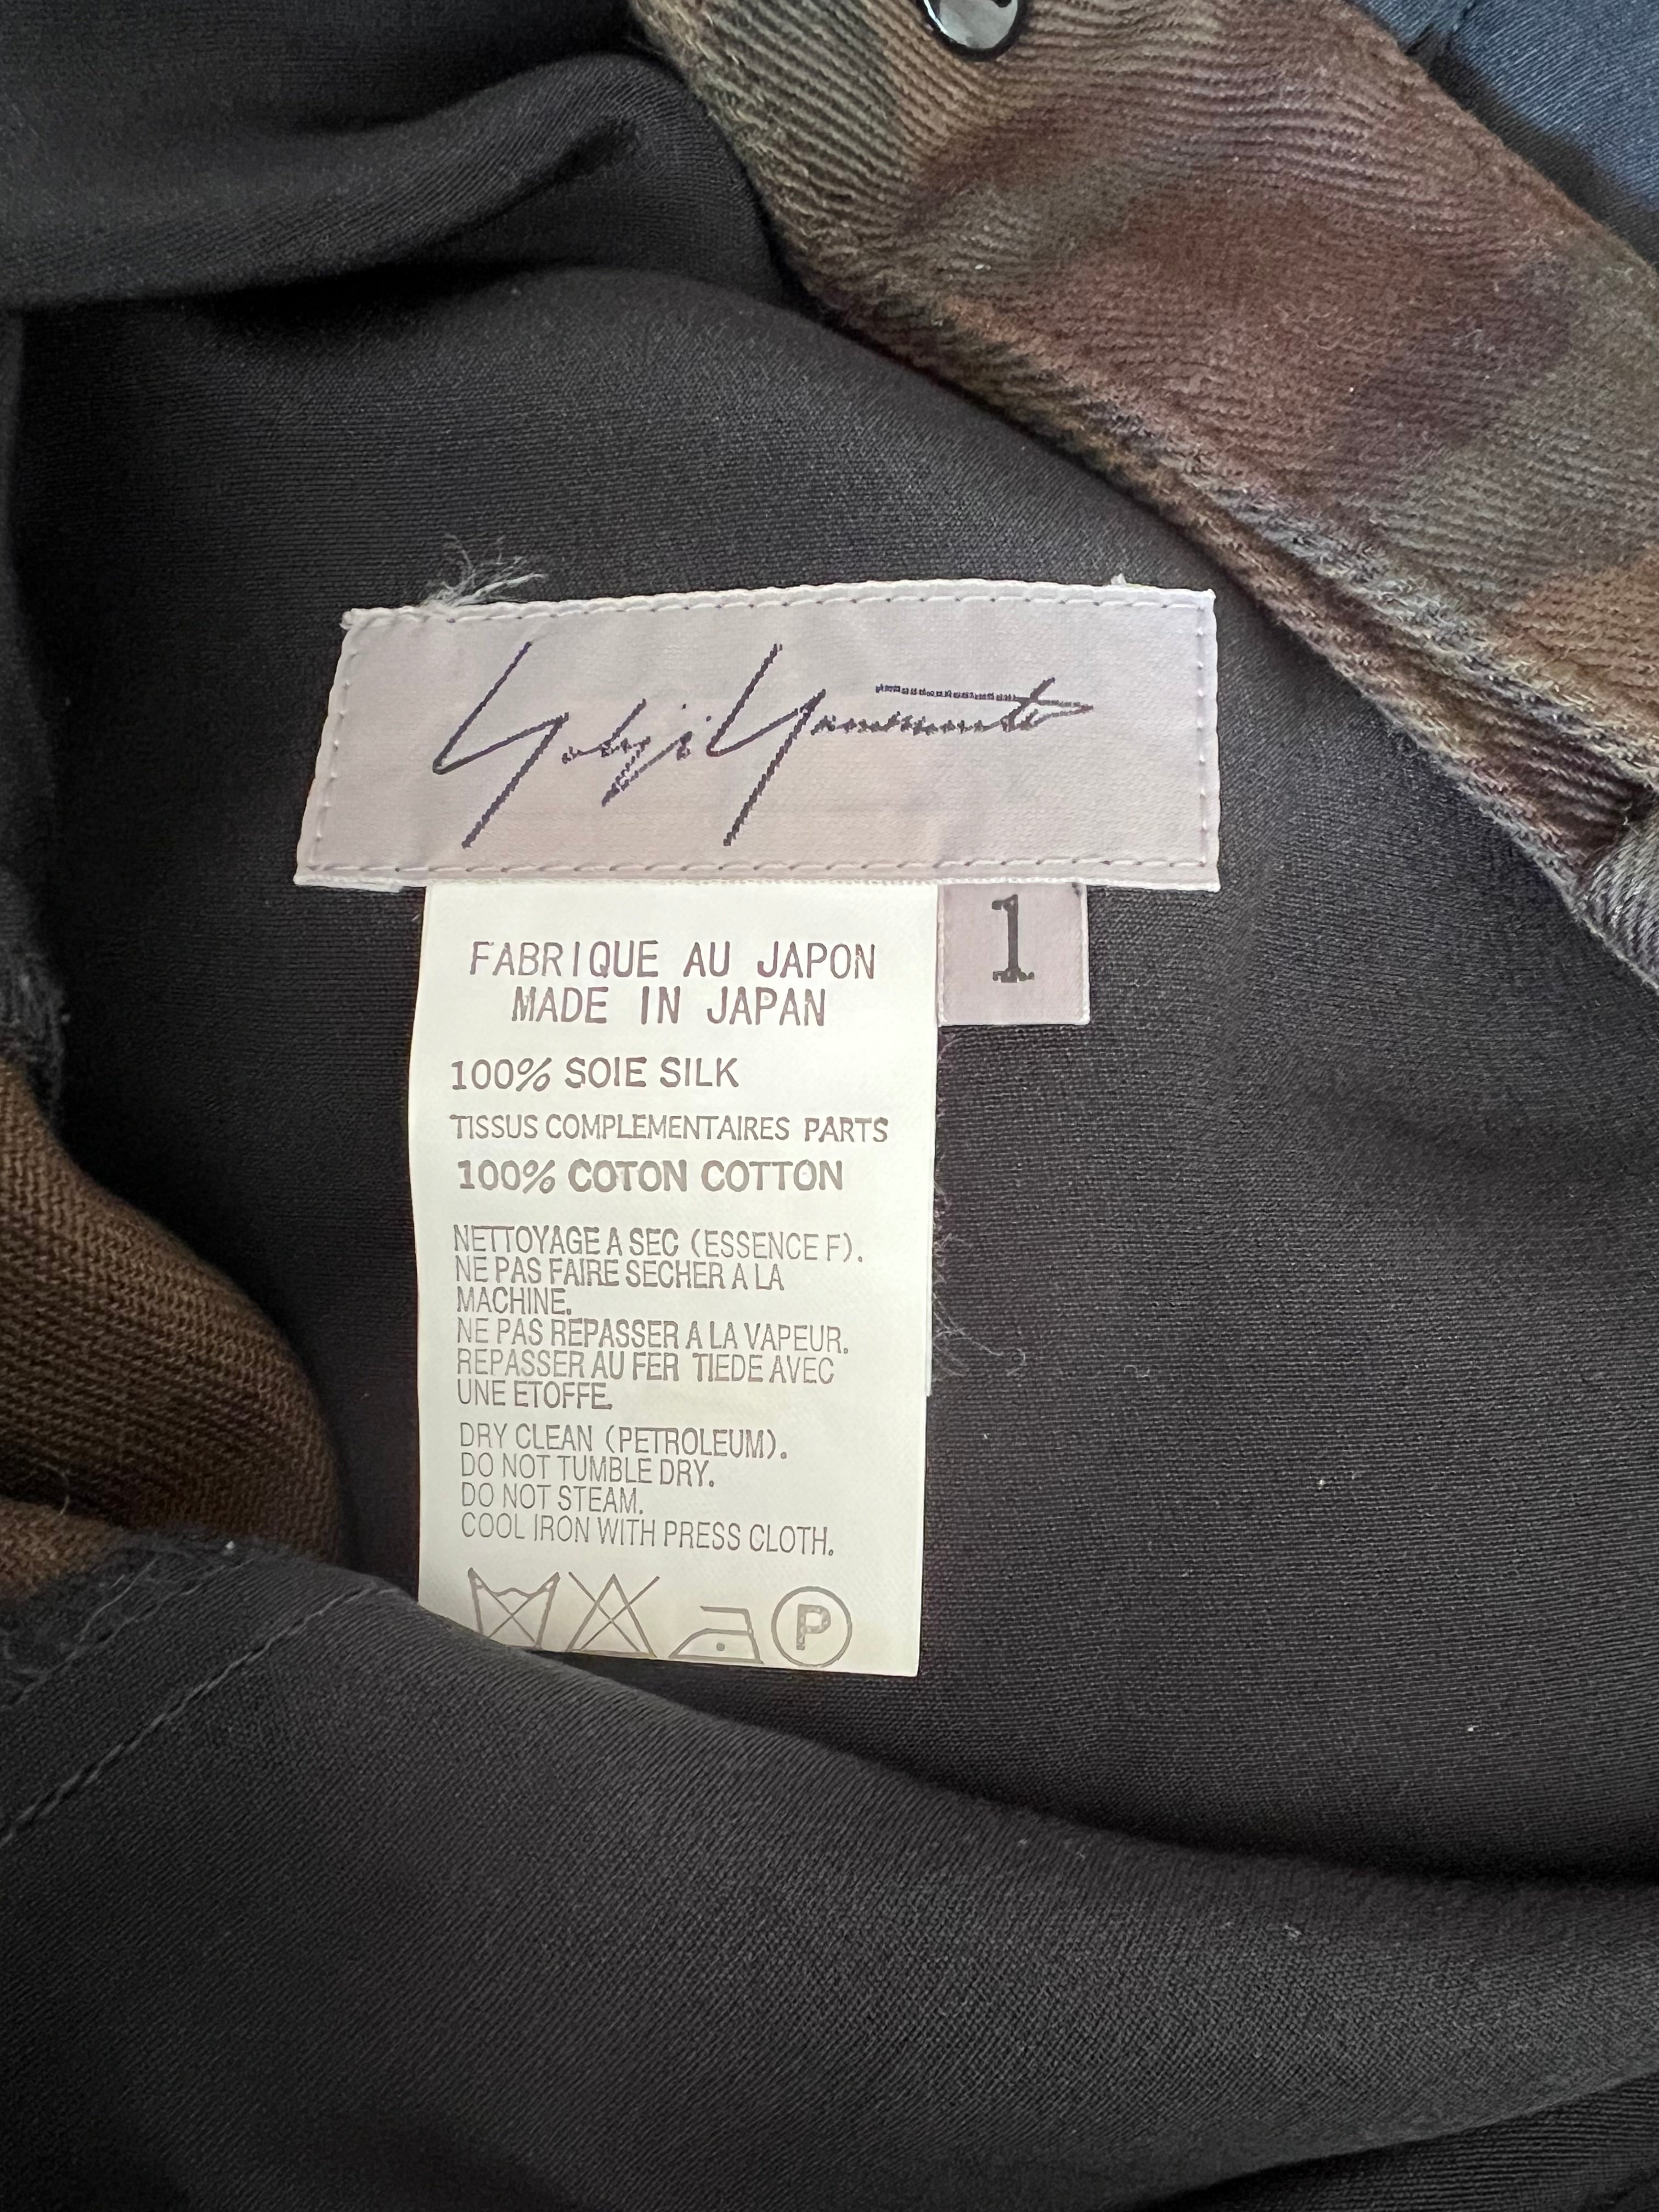 Yohji Yamamoto
1
FABRIQUE AU JAPON
MADE IN JAPAN
100% SOIE SILK
TISSUS COMPLEMENTAIRES PARTS
100% COTON COTTON
NETTOYAGE A SEC (ESSENCE F).
NE PAS FAIRE SECHER A LA
MACHINE.
NE PAS REPASSER A LA VAPEUR.
REPASSER AU FER TIEDE AVEC
UNE ETOFFE.
DRY CLEAN (PETROLEUM).
DO NOT TUMBLE DRY.
DO NOT STEAM.
COOL IRON WITH PRESS CLOTH.
P